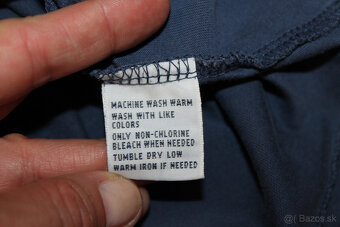 MACHINE WASH WARM
WASH WITH LIKE
COLORS
ONLY NON-CHLORINE
BLEACH WHEN NEEDED
TUMBLE DRY LOW
WARM IRON IF NEEDED
Bazos.sk